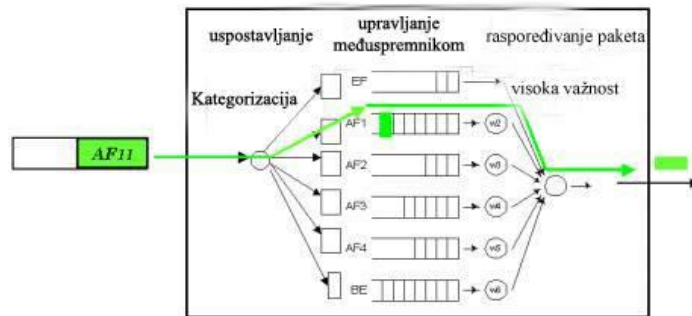 uspostavljanje
upravljanje
međuspremnikom
raspoređivanje paketa
Kategorizacija
visoka važnost
EF
AF1
w2
AF11
AF2
w3
AF3
w4
AF4
w5
BE
w6